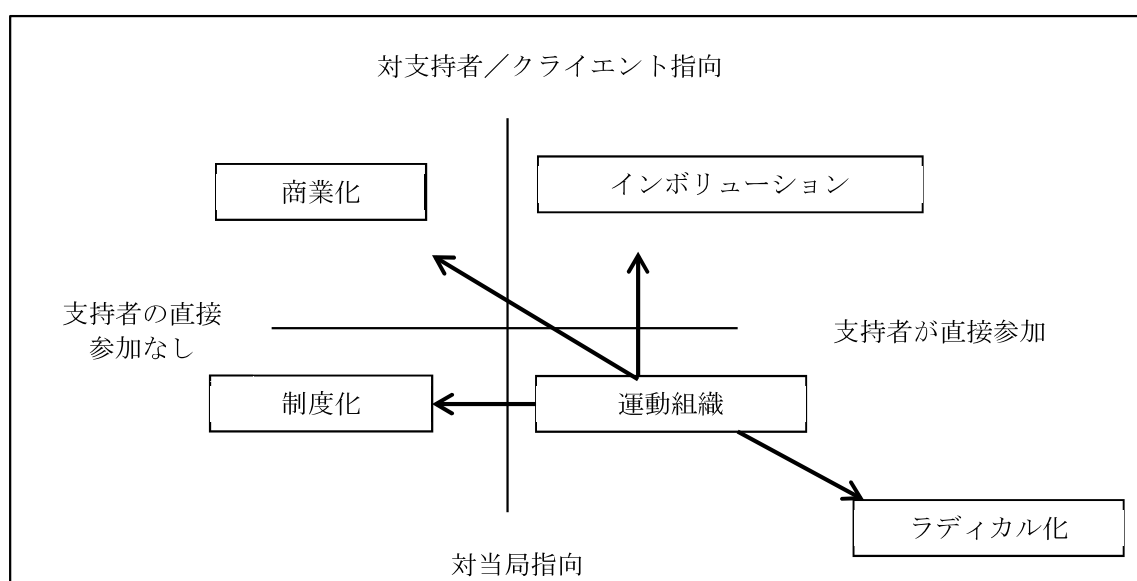 対支持者／クライエント指向
商業化
インボリューション
支持者の直接
参加なし
支持者が直接参加
制度化
運動組織
ラディカル化
対当局指向